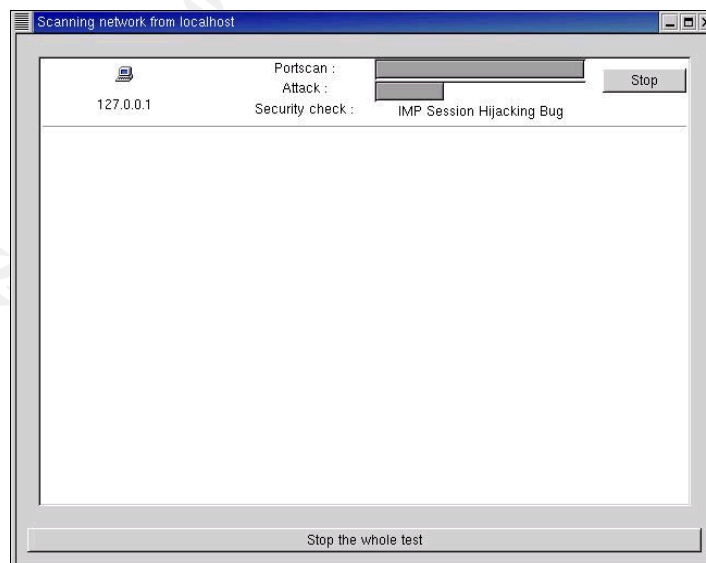 Scanning network from localhost
127.0.0.1
Portscan :
Attack :
Security check : IMP Session Hijacking Bug
Stop
Stop the whole test